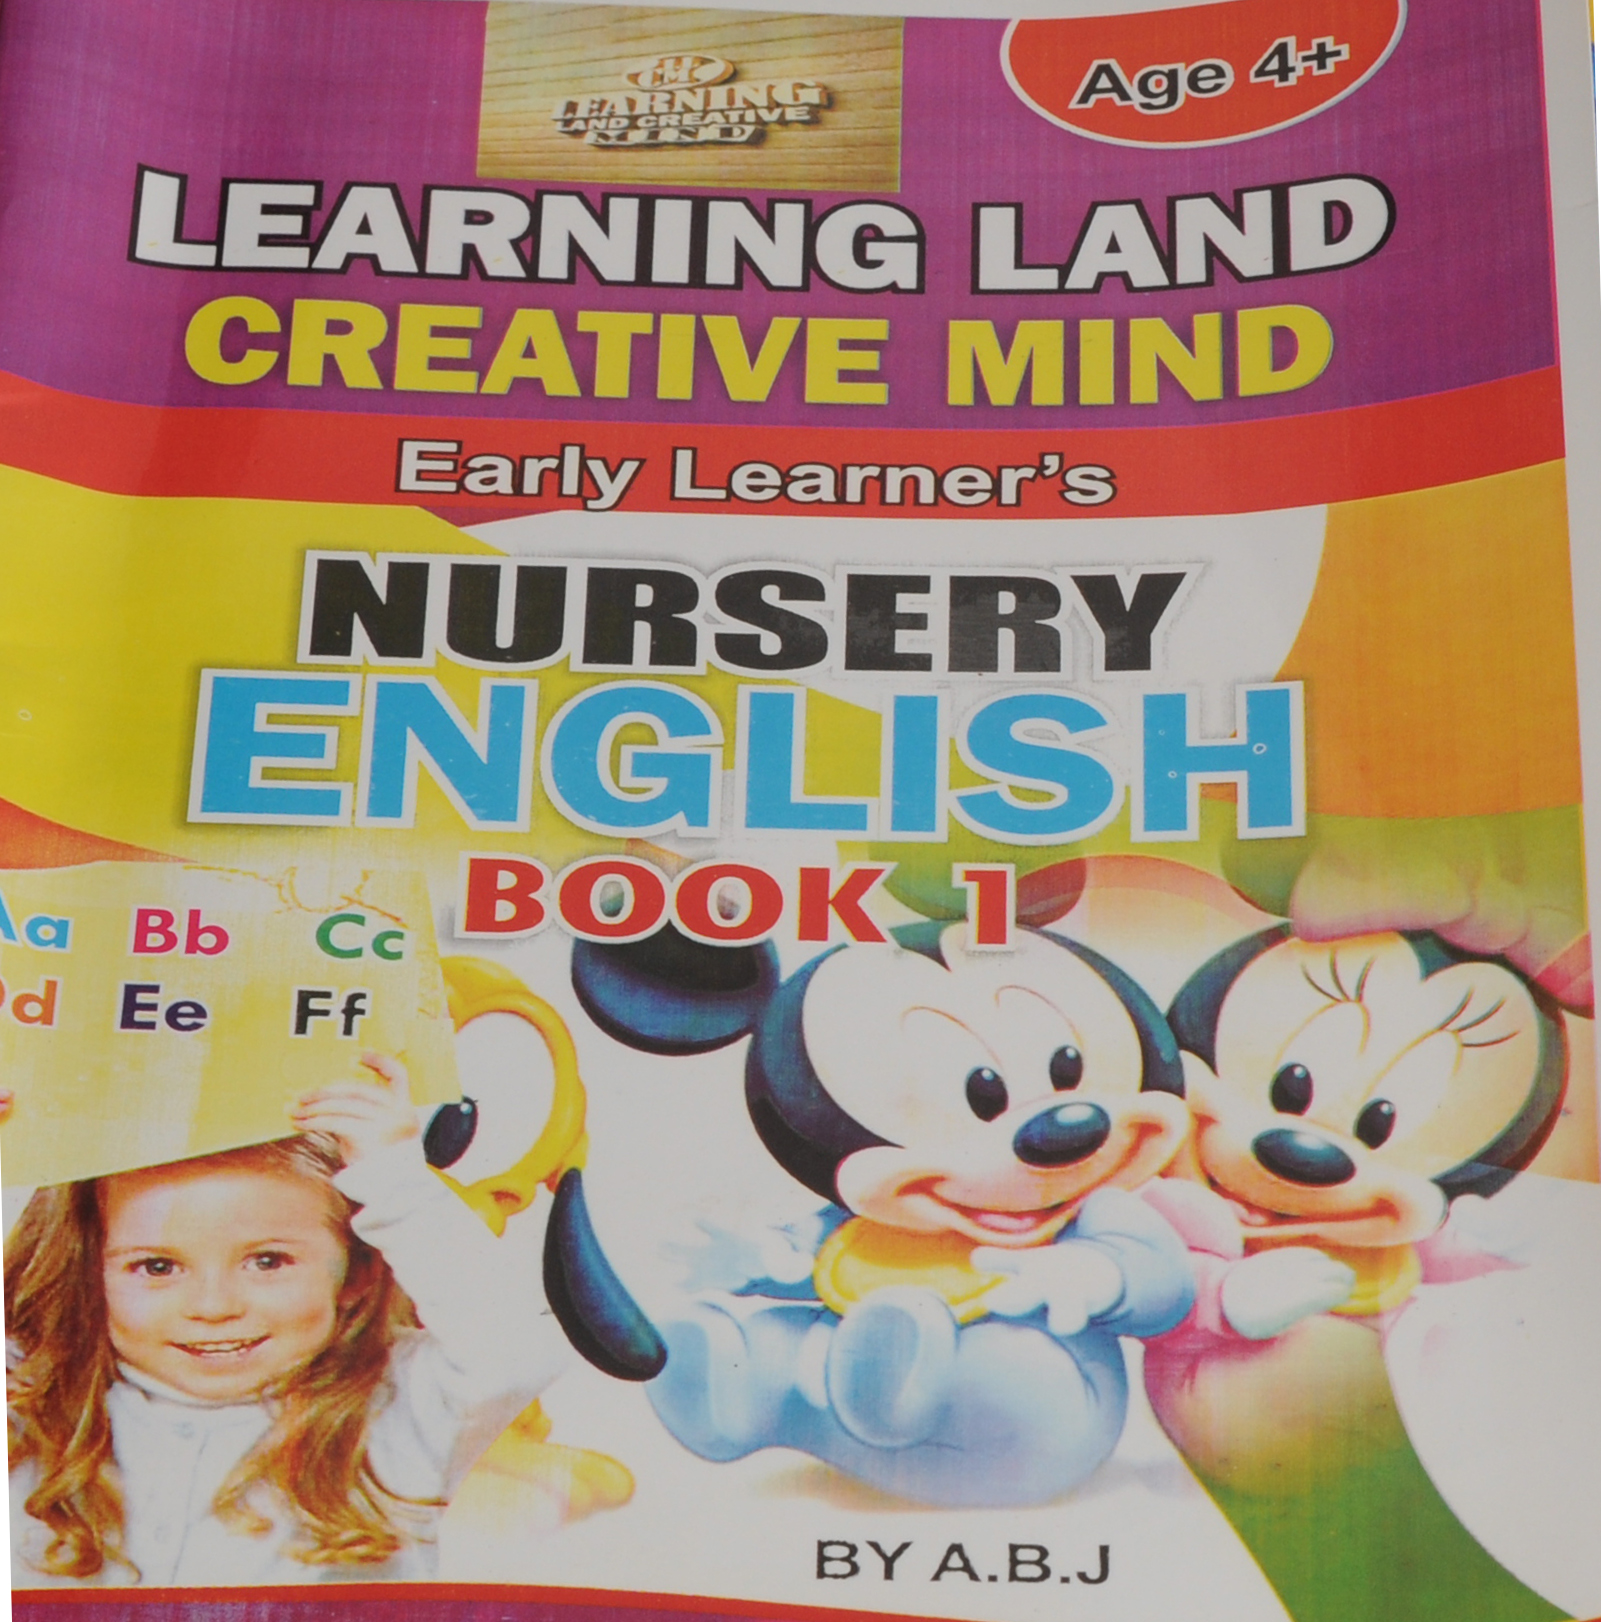 LEARNING
LAND CREATIVE
MIND
Age 4+
LEARNING LAND
CREATIVE MIND
Early Learner's
NURSERY
ENGLISH
BOOK 1
Aa Bb Cc
Dd Ee Ff
BY A.B.J